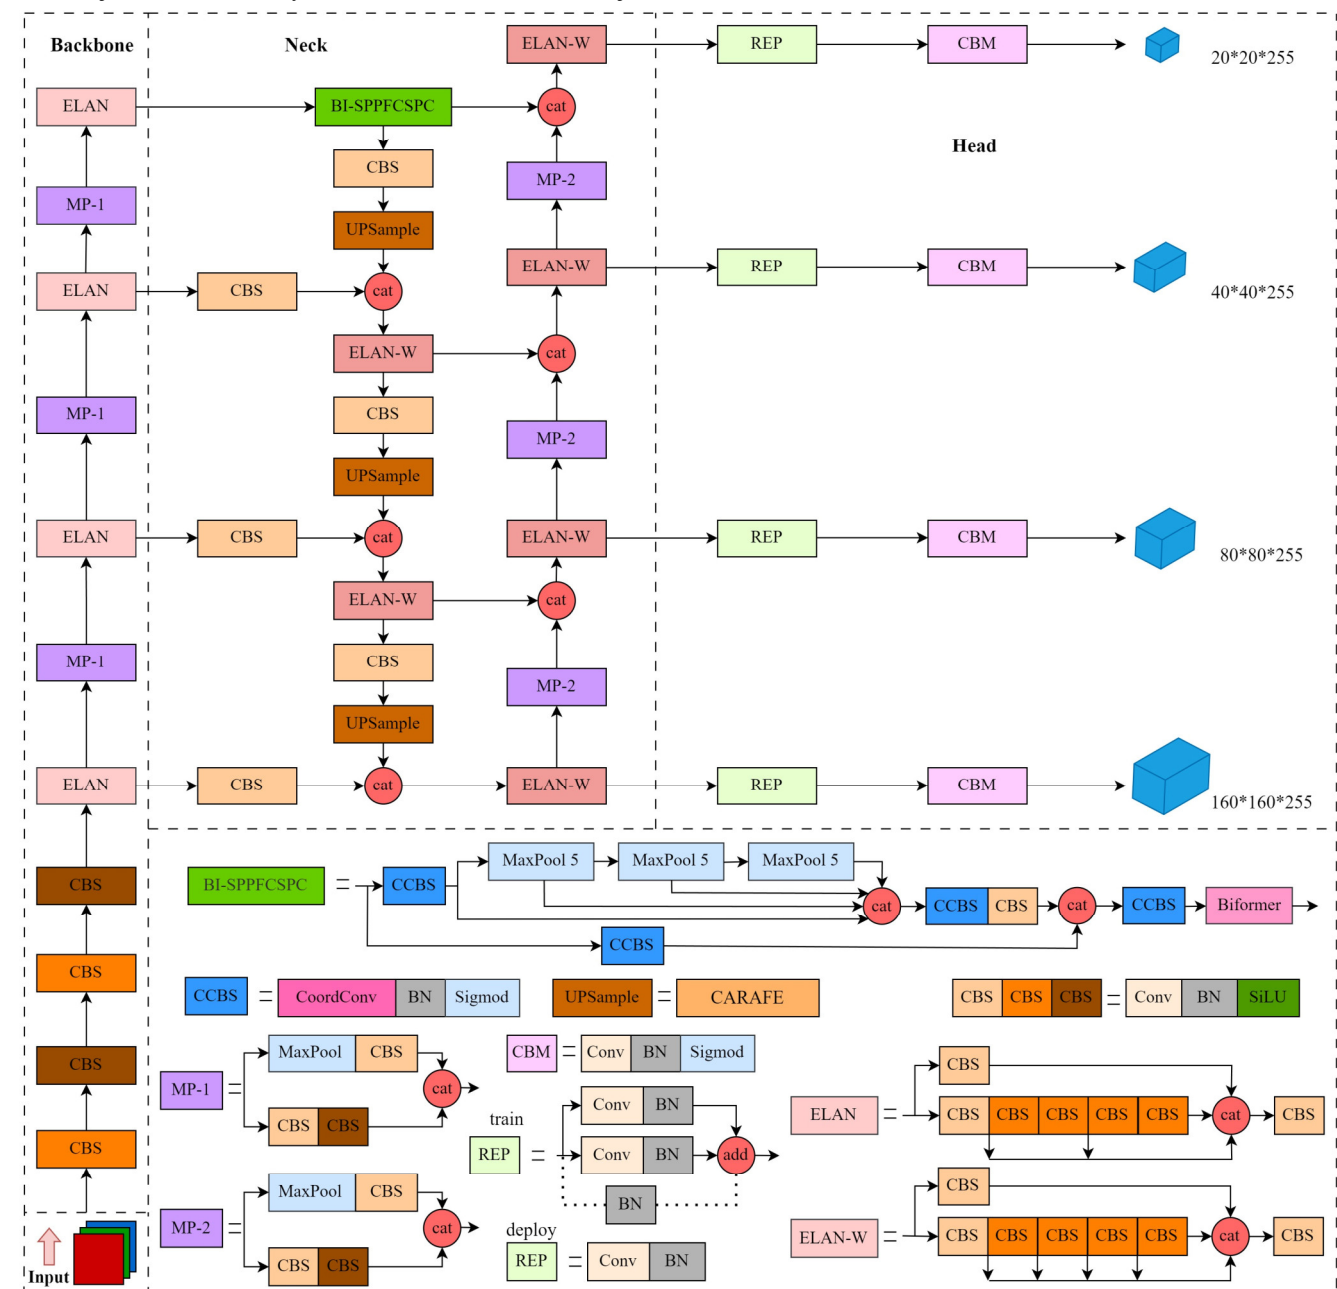 Backbone
Neck
ELAN-W
REP
CBM
20*20*255
ELAN
BI-SPPFCSPC
cat
Head
CBS
MP-2
MP-1
UPSample
ELAN-W
REP
CBM
ELAN
CBS
cat
40*40*255
ELAN-W
cat
MP-1
CBS
MP-2
UPSample
ELAN
CBS
cat
ELAN-W
REP
CBM
80*80*255
ELAN-W
cat
MP-1
CBS
MP-2
UPSample
ELAN
CBS
cat
ELAN-W
REP
CBM
160*160*255
CBS
CBS
CBS
CBS
Input
BI-SPPFCSPC = CCBS MaxPool 5 MaxPool 5 MaxPool 5 cat CCBS CBS cat CCBS Biformer
CCBS
CCBS = CoordConv BN Sigmod
UPSample = CARAFE
CBS CBS CBS = Conv BN SiLU
MP-1 = MaxPool CBS cat
CBS CBS
CBM = Conv BN Sigmod
train
REP = Conv BN add
Conv BN
BN
ELAN = CBS
CBS CBS CBS CBS CBS cat CBS
MP-2 = MaxPool CBS cat
CBS CBS
deploy
REP = Conv BN
ELAN-W = CBS
CBS CBS CBS CBS CBS cat CBS